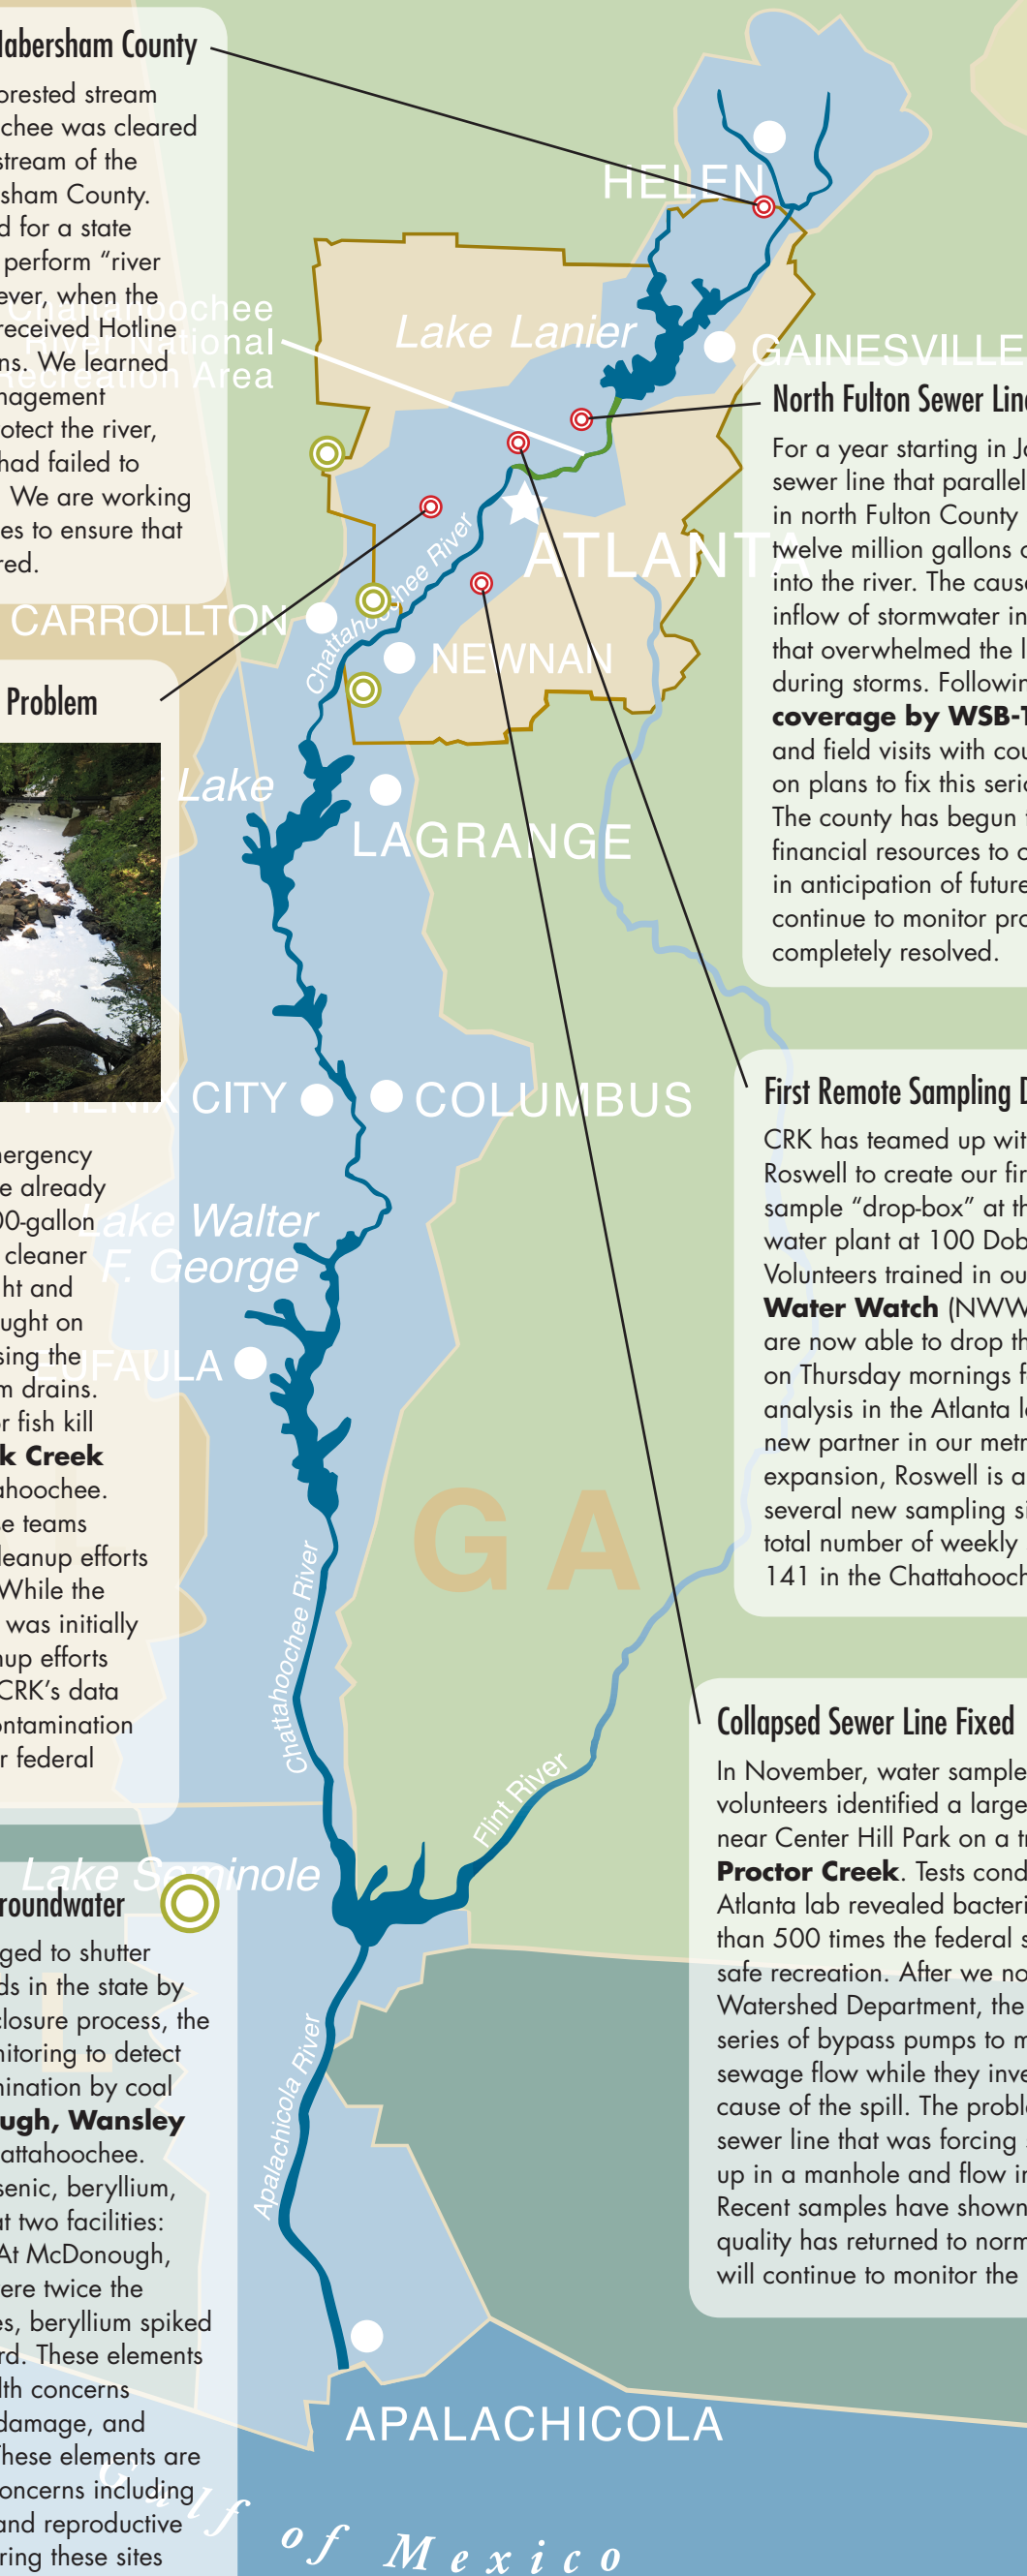 Habersham County
orested stream
chee was cleared
stream of the
sham County.
d for a state
perform “river
ever, when the
received Hotline
ns. We learned
nagement
rotect the river,
had failed to
We are working
es to ensure that
red.
Chattahoochee
River National
Recreation Area
HELEN
Lake Lanier
GAINESVILLE
North Fulton Sewer Line
For a year starting in Ja
sewer line that parallel
in north Fulton County
twelve million gallons o
into the river. The cause
inflow of stormwater in
that overwhelmed the l
during storms. Followin
coverage by WSB-T
and field visits with cou
on plans to fix this serio
The county has begun t
financial resources to c
in anticipation of future
continue to monitor pro
completely resolved.
ATLANTA
Chattahoochee River
CARROLLTON
NEWNAN
Problem
Lake
LAGRANGE
PHENIX CITY
COLUMBUS
First Remote Sampling D
CRK has teamed up wit
Roswell to create our fir
sample “drop-box” at th
water plant at 100 Dob
Volunteers trained in ou
Water Watch (NWW
are now able to drop th
on Thursday mornings f
analysis in the Atlanta l
new partner in our metr
expansion, Roswell is a
several new sampling si
total number of weekly
141 in the Chattahooch
mergency
e already
00-gallon
cleaner
ht and
ught on
sing the
m drains.
or fish kill
k Creek
ahoochee.
se teams
leanup efforts
While the
was initially
nup efforts
CRK’s data
ontamination
r federal
Lake Walter
F. George
EUFAULA
GA
Chattahoochee River
Flint River
Collapsed Sewer Line Fixed
In November, water sample
volunteers identified a large
near Center Hill Park on a tr
Proctor Creek. Tests cond
Atlanta lab revealed bacteri
than 500 times the federal s
safe recreation. After we no
Watershed Department, the
series of bypass pumps to m
sewage flow while they inve
cause of the spill. The proble
sewer line that was forcing s
up in a manhole and flow in
Recent samples have shown
quality has returned to norm
will continue to monitor the
Lake Seminole
roundwater
ged to shutter
ds in the state by
closure process, the
nitoring to detect
mination by coal
ugh, Wansley
attahoochee.
senic, beryllium,
at two facilities:
At McDonough,
were twice the
es, beryllium spiked
rd. These elements
lth concerns
damage, and
These elements are
oncerns including
and reproductive
ring these sites
L
Apalachicola River
APALACHICOLA
Gulf of Mexico